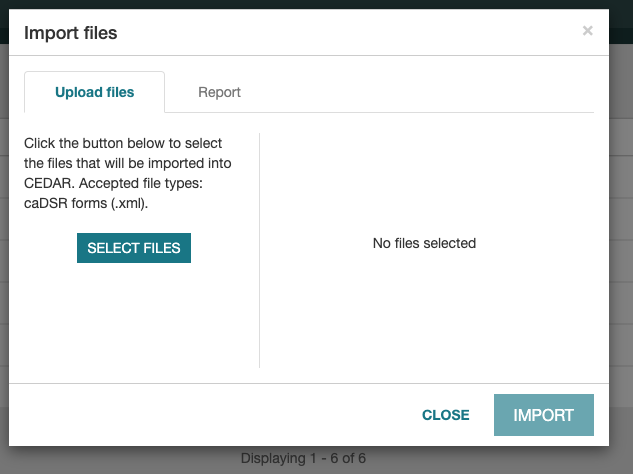 Import files
×
Upload files
Report
Click the button below to select
the files that will be imported into
CEDAR. Accepted file types:
caDSR forms (.xml).
SELECT FILES
No files selected
CLOSE
IMPORT
Displaying 1 - 6 of 6